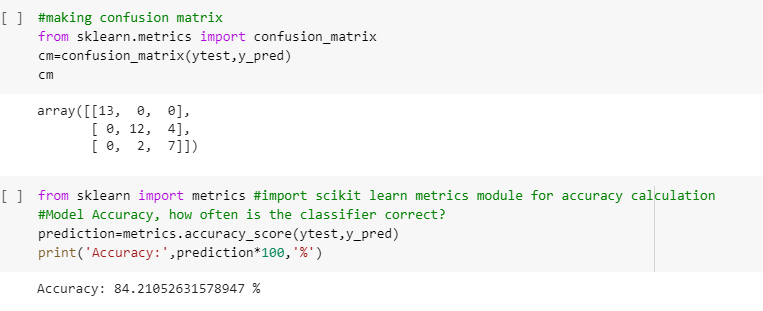 [ ] #making confusion matrix
from sklearn.metrics import confusion_matrix
cm=confusion_matrix(ytest,y_pred)
cm
array([[13,  0,  0],
       [ 0, 12,  4],
       [ 0,  2,  7]])
[ ] from sklearn import metrics #import scikit learn metrics module for accuracy calculation
#Model Accuracy, how often is the classifier correct?
prediction=metrics.accuracy_score(ytest,y_pred)
print('Accuracy:',prediction*100,'%')
Accuracy: 84.21052631578947 %